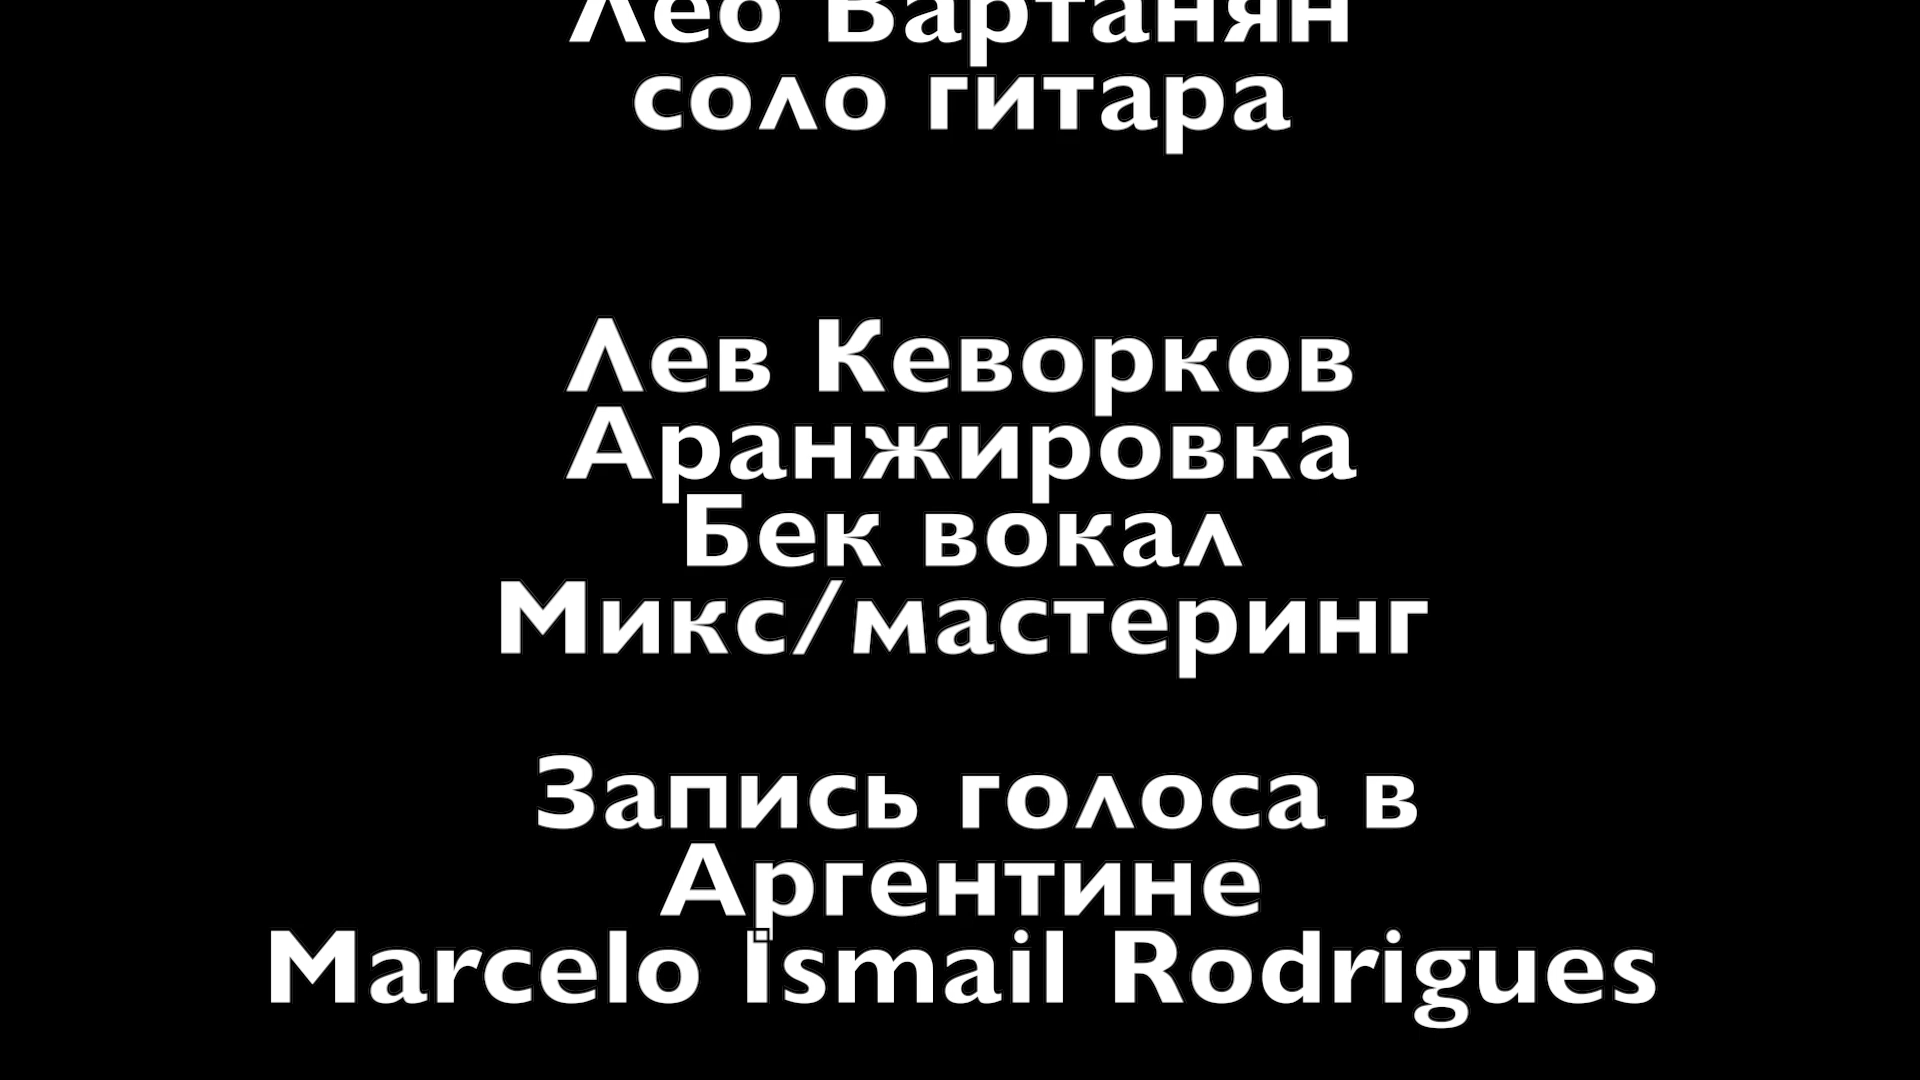 Лео Вартанян
соло гитара
Лев Кеворков
Аранжировка
Бек вокал
Микс/мастеринг
Запись голоса в
Аргентине
Marcelo Ismail Rodrigues